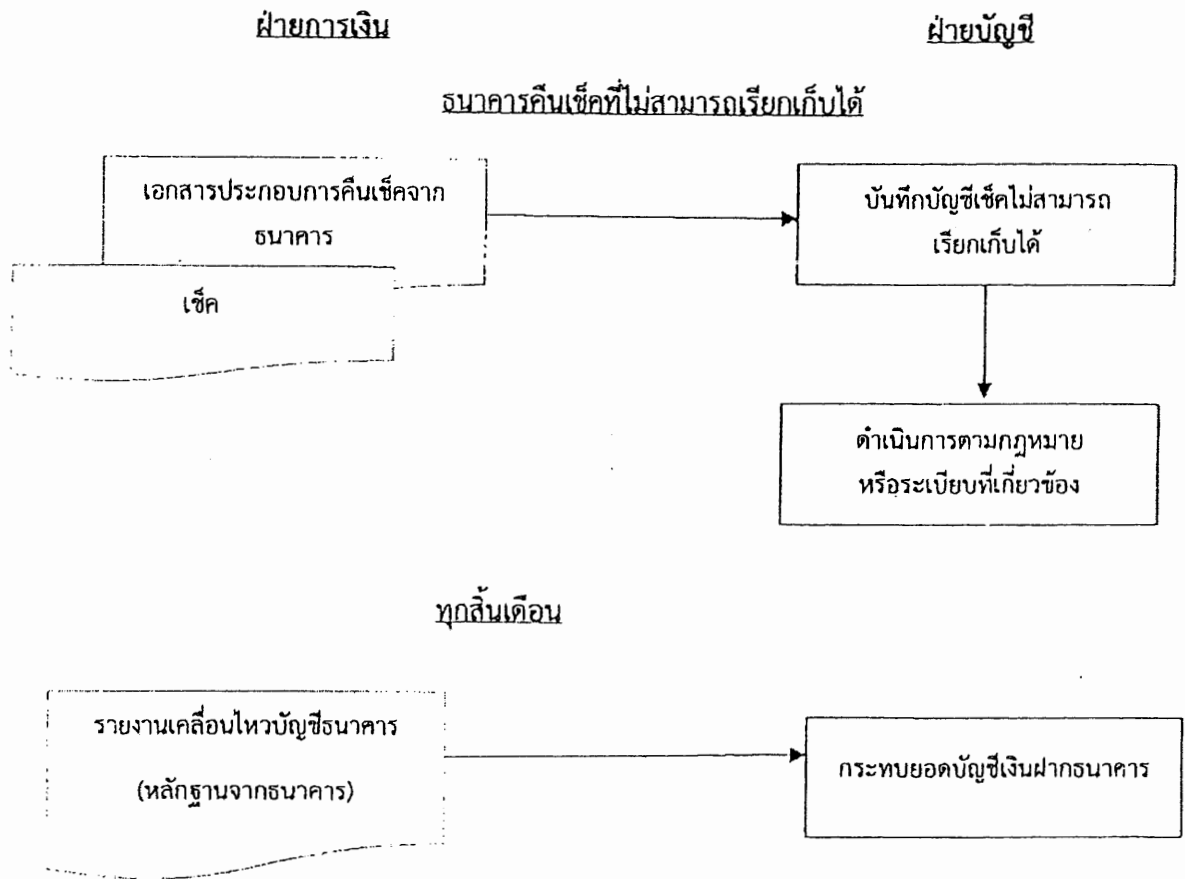 ฝ่ายการเงิน
ฝ่ายบัญชี
ธนาคารคืนเช็คที่ไม่สามารถเรียกเก็บได้
เอกสารประกอบการคืนเช็คจาก
ธนาคาร
เช็ค
บันทึกบัญชีเช็คไม่สามารถ
เรียกเก็บได้
ดำเนินการตามกฎหมาย
หรือระเบียบที่เกี่ยวข้อง
ทุกสิ้นเดือน
รายงานเคลื่อนไหวบัญชีธนาคาร
(หลักฐานจากธนาคาร)
กระทบยอดบัญชีเงินฝากธนาคาร